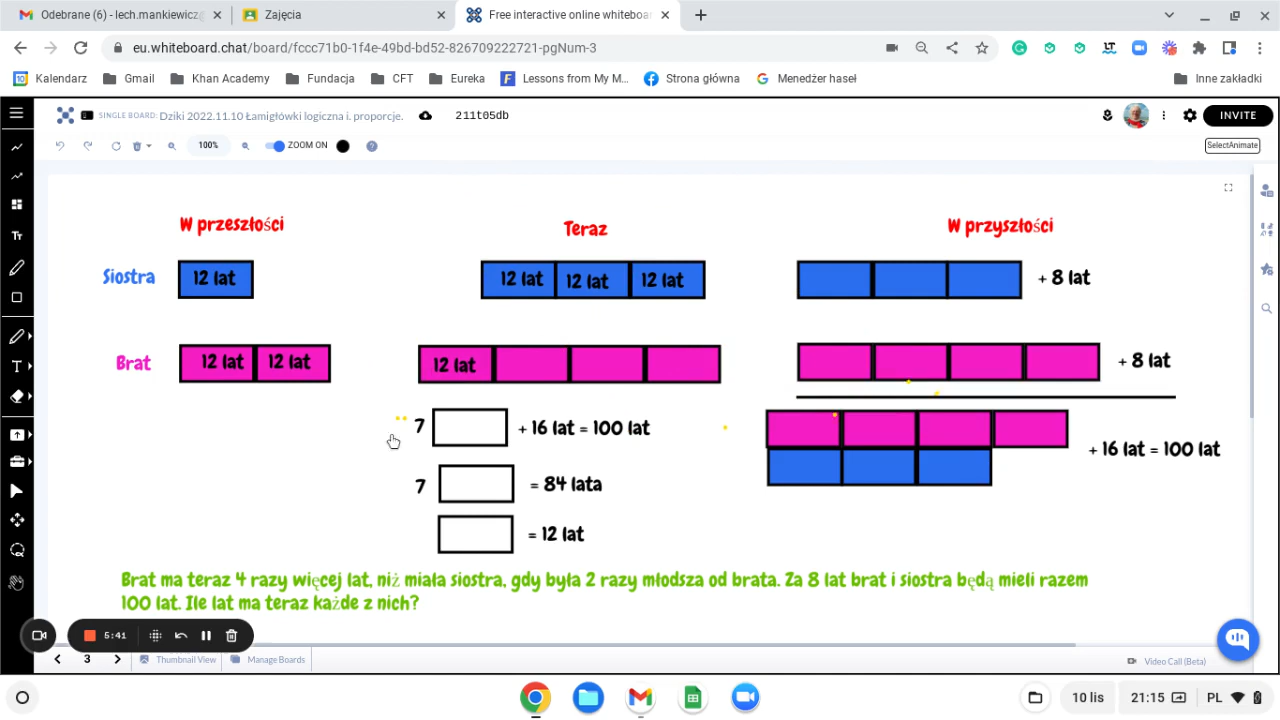 Odebrane (6) - lech.mankiewicz@
Zajęcia
Free interactive online whiteboa
eu.whiteboard.chat/board/fccc71b0-1f4e-49bd-bd52-826709222721-pgNum-3
Kalendarz Gmail Khan Academy Fundacja CFT Eureka Lessons from My M... Strona główna Menedżer haseł Inne zakładki
SINGLE BOARD: Dziki 2022.11.10 Łamigłówki logiczna i. proporcje. 211t05db INVITE
100% ZOOM ON SelectAnimate
W przeszłości Teraz W przyszłości
Siostra 12 lat 12 lat 12 lat 12 lat + 8 lat
Brat 12 lat 12 lat 12 lat + 8 lat
7 + 16 lat = 100 lat
+ 16 lat = 100 lat
7 = 84 lata
= 12 lat
Brat ma teraz 4 razy więcej lat, niż miała siostra, gdy była 2 razy młodsza od brata. Za 8 lat brat i siostra będą mieli razem
100 lat. Ile lat ma teraz każde z nich?
5:41
3 Thumbnail View Manage Boards Video Call (Beta)
10 lis 21:15 PL